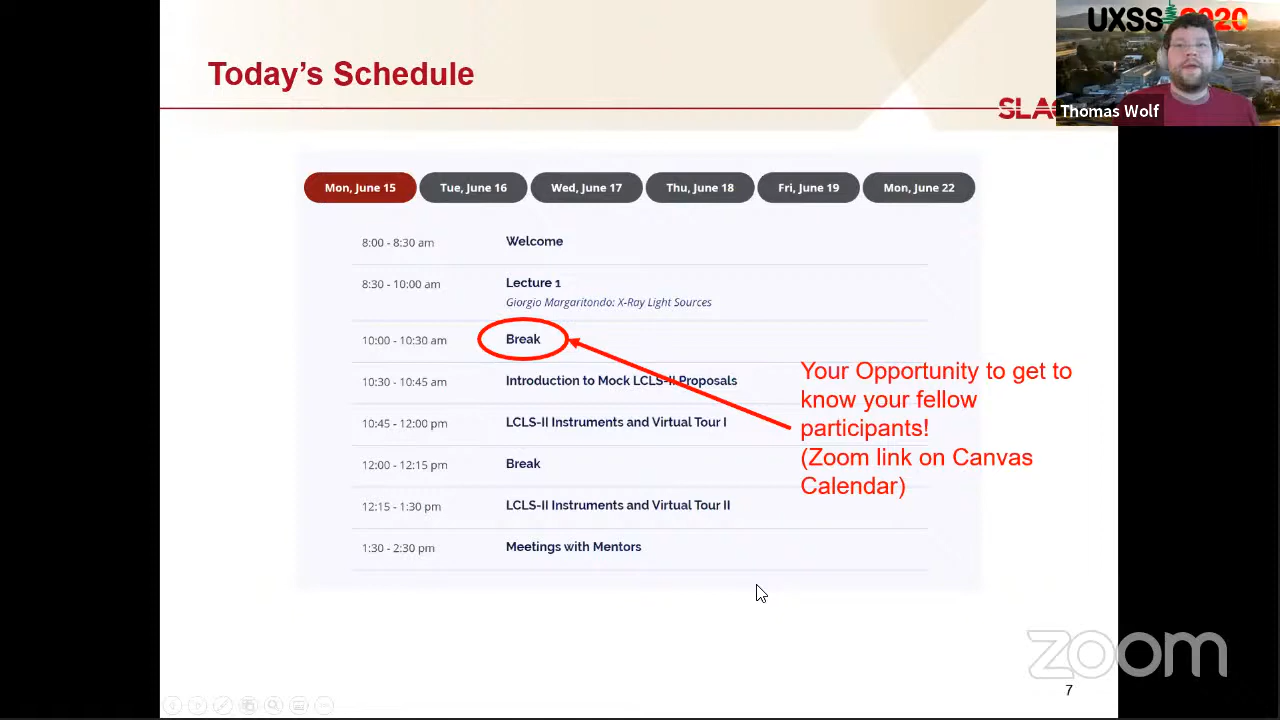 UXSS 2020
Today's Schedule
SLAC
Thomas Wolf
Mon, June 15
Tue, June 16
Wed, June 17
Thu, June 18
Fri, June 19
Mon, June 22
8:00 - 8:30 am
Welcome
8:30 - 10:00 am
Lecture 1
Giorgio Margaritondo: X-Ray Light Sources
10:00 - 10:30 am
Break
10:30 - 10:45 am
Introduction to Mock LCLS-II Proposals
10:45 - 12:00 pm
LCLS-II Instruments and Virtual Tour I
12:00 - 12:15 pm
Break
12:15 - 1:30 pm
LCLS-II Instruments and Virtual Tour II
1:30 - 2:30 pm
Meetings with Mentors
Your Opportunity to get to
know your fellow
participants!
(Zoom link on Canvas
Calendar)
zoom
7